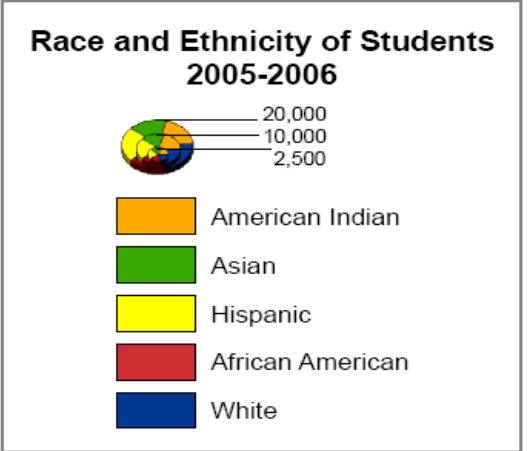 Race and Ethnicity of Students
2005-2006
20,000
10,000
2,500
American Indian
Asian
Hispanic
African American
White